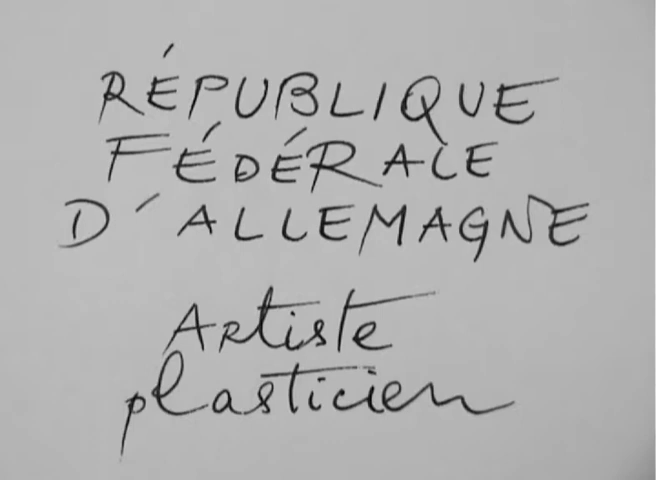 RÉPUBLIQUE
FÉDÉRALE
D'ALLEMAGNE
Artiste
plasticien